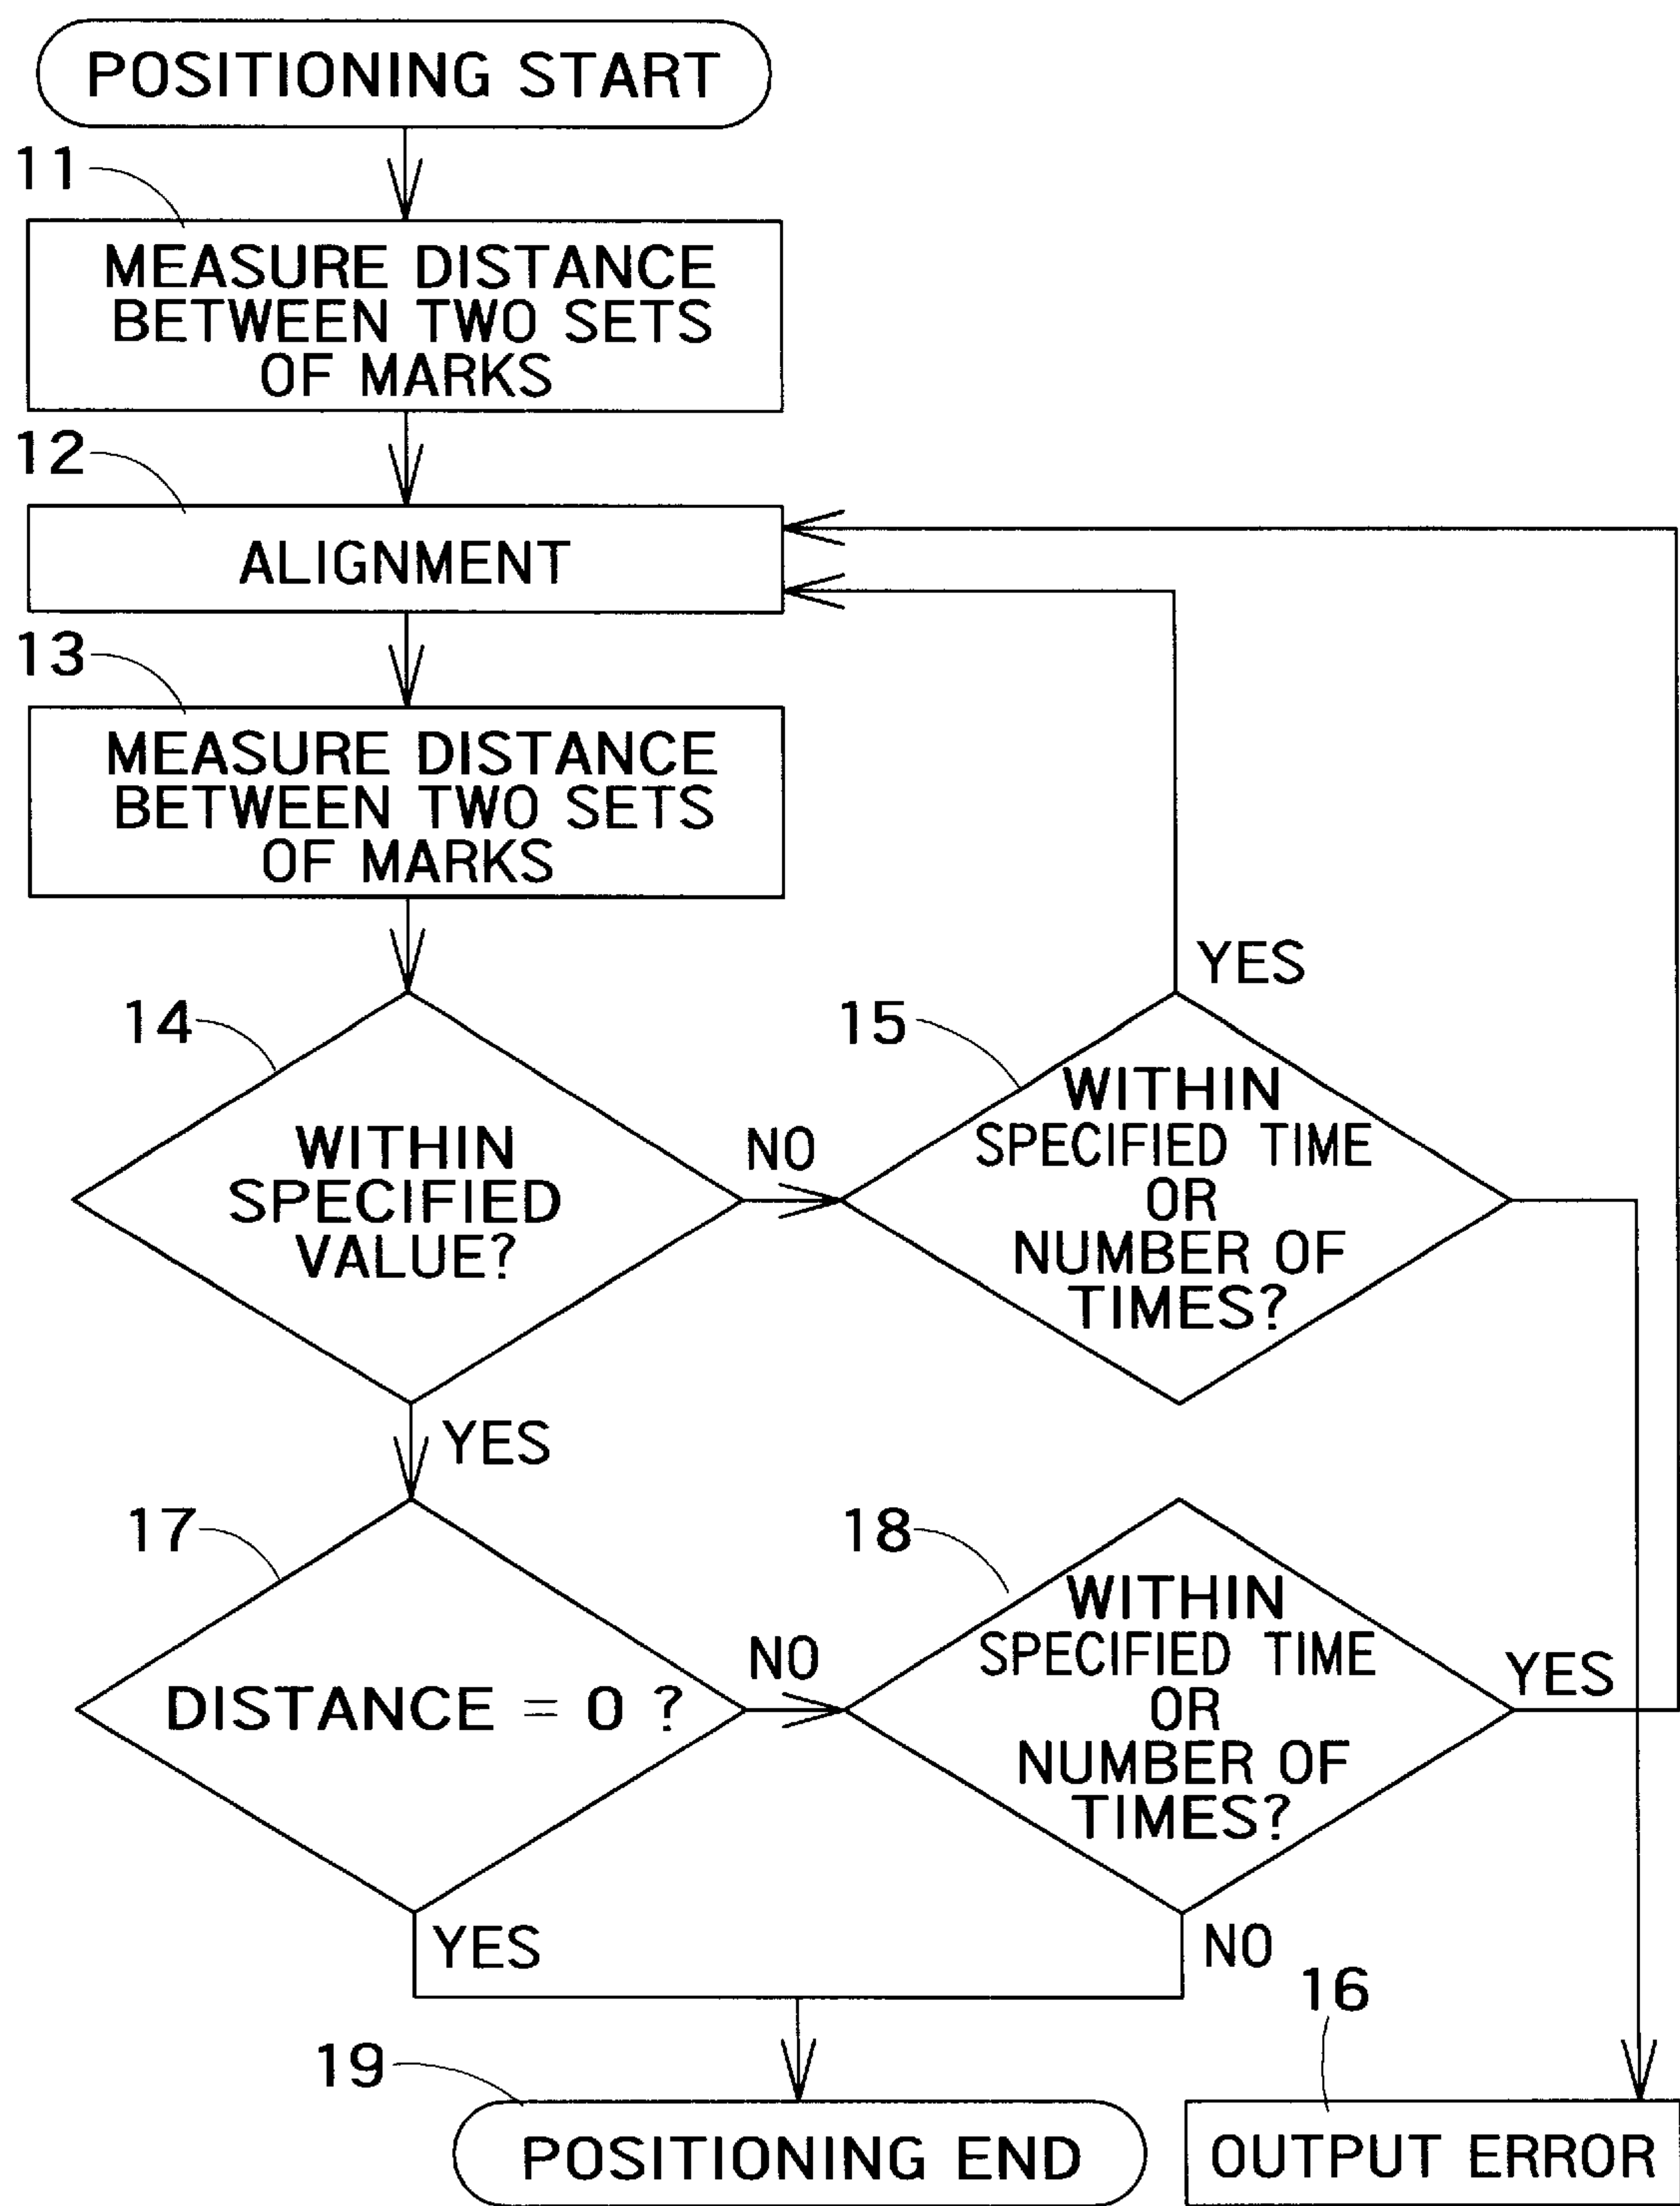 POSITIONING START
11
MEASURE DISTANCE
BETWEEN TWO SETS
OF MARKS
12
ALIGNMENT
13
MEASURE DISTANCE
BETWEEN TWO SETS
OF MARKS
YES
14
15
WITHIN
SPECIFIED
VALUE?
NO
WITHIN
SPECIFIED TIME
OR
NUMBER OF
TIMES?
YES
17
18
DISTANCE = 0 ?
NO
WITHIN
SPECIFIED TIME
OR
NUMBER OF
TIMES?
YES
YES
NO
16
19
POSITIONING END
OUTPUT ERROR